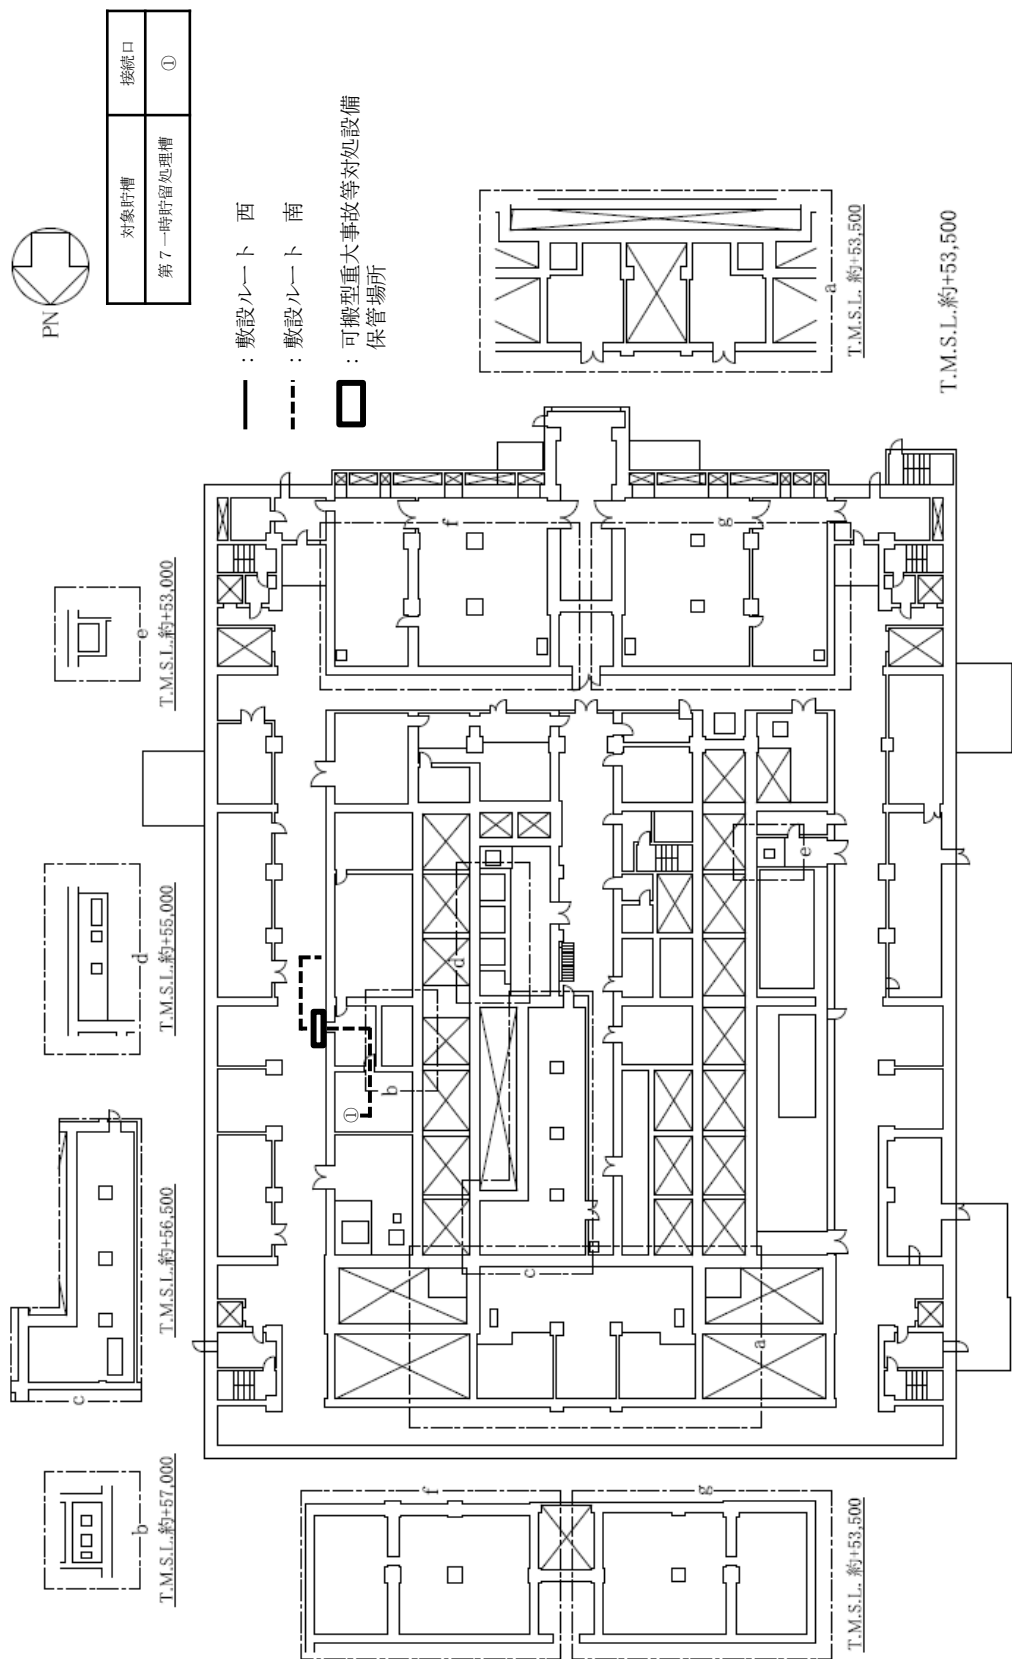 PN
対象貯槽
接続口
第7一時貯留処理槽
①
：敷設ルート　西
：敷設ルート　南
：可搬型重大事故等対処設備
保管場所
b
T.M.S.L.約+57,000
c
T.M.S.L.約+56,500
d
T.M.S.L.約+55,000
e
T.M.S.L.約+53,000
f
g
①
b
d
c
e
a
f
g
T.M.S.L. 約+53,500
a
T.M.S.L. 約+53,500
T.M.S.L.約+53,500